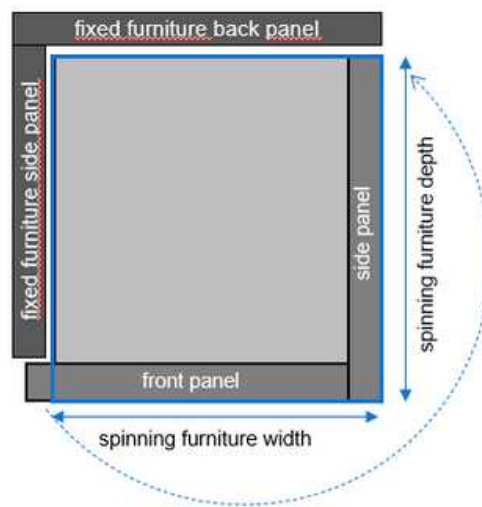 fixed furniture back panel
fixed furniture side panel
side panel
spinning furniture depth
front panel
spinning furniture width